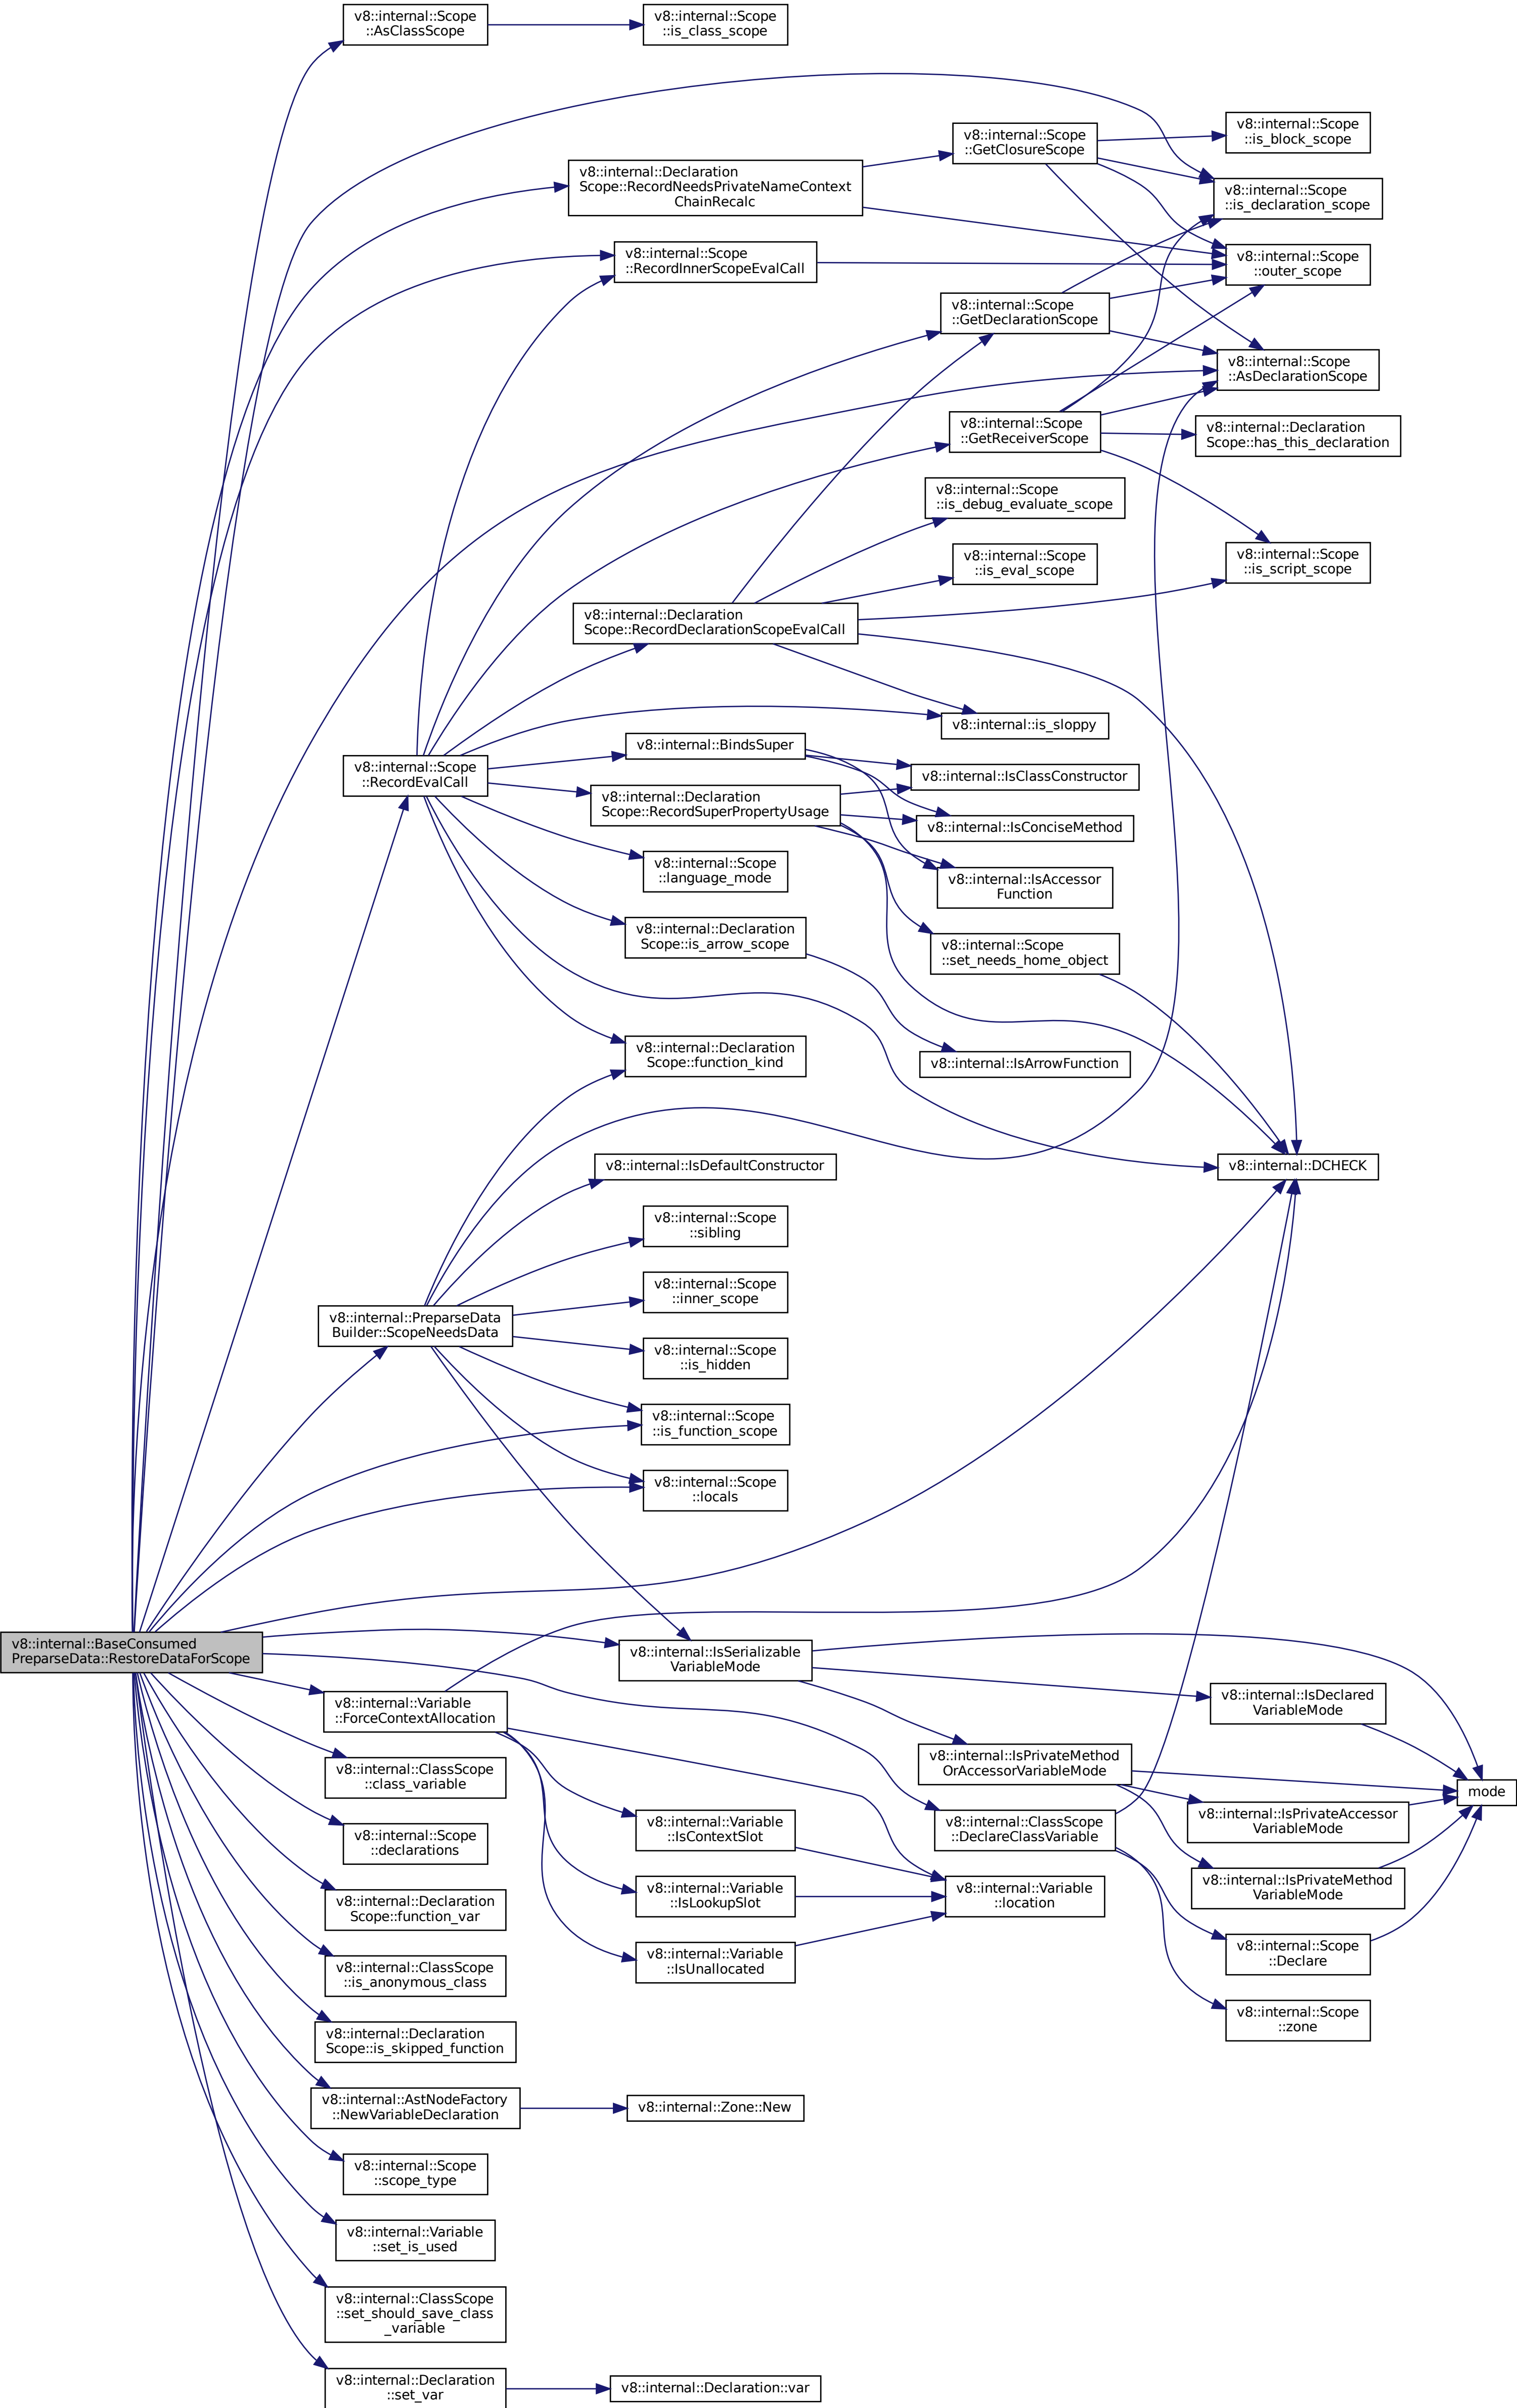 v8::internal::Scope
::AsClassScope
v8::internal::Scope
::is_class_scope
v8::internal::Scope
::is_block_scope
v8::internal::Scope
::GetClosureScope
v8::internal::Declaration
Scope::RecordNeedsPrivateNameContext
ChainRecalc
v8::internal::Scope
::is_declaration_scope
v8::internal::Scope
::RecordInnerScopeEvalCall
v8::internal::Scope
::outer_scope
v8::internal::Scope
::GetDeclarationScope
v8::internal::Scope
::AsDeclarationScope
v8::internal::Scope
::GetReceiverScope
v8::internal::Declaration
Scope::has_this_declaration
v8::internal::Scope
::is_debug_evaluate_scope
v8::internal::Scope
::is_eval_scope
v8::internal::Scope
::is_script_scope
v8::internal::Declaration
Scope::RecordDeclarationScopeEvalCall
v8::internal::is_sloppy
v8::internal::BindsSuper
v8::internal::Scope
::RecordEvalCall
v8::internal::IsClassConstructor
v8::internal::Declaration
Scope::RecordSuperPropertyUsage
v8::internal::IsConciseMethod
v8::internal::Scope
::language_mode
v8::internal::IsAccessor
Function
v8::internal::Declaration
Scope::is_arrow_scope
v8::internal::Scope
::set_needs_home_object
v8::internal::Declaration
Scope::function_kind
v8::internal::IsArrowFunction
v8::internal::IsDefaultConstructor
v8::internal::DCHECK
v8::internal::Scope
::sibling
v8::internal::Scope
::inner_scope
v8::internal::PreparseData
Builder::ScopeNeedsData
v8::internal::Scope
::is_hidden
v8::internal::Scope
::is_function_scope
v8::internal::Scope
::locals
v8::internal::BaseConsumed
PreparseData::RestoreDataForScope
v8::internal::IsSerializable
VariableMode
v8::internal::Variable
::ForceContextAllocation
v8::internal::IsDeclared
VariableMode
v8::internal::IsPrivateMethod
OrAccessorVariableMode
mode
v8::internal::ClassScope
::class_variable
v8::internal::IsPrivateAccessor
VariableMode
v8::internal::Variable
::IsContextSlot
v8::internal::ClassScope
::DeclareClassVariable
v8::internal::Scope
::declarations
v8::internal::IsPrivateMethod
VariableMode
v8::internal::Variable
::IsLookupSlot
v8::internal::Variable
::location
v8::internal::Declaration
Scope::function_var
v8::internal::Scope
::Declare
v8::internal::Variable
::IsUnallocated
v8::internal::ClassScope
::is_anonymous_class
v8::internal::Scope
::zone
v8::internal::Declaration
Scope::is_skipped_function
v8::internal::AstNodeFactory
::NewVariableDeclaration
v8::internal::Zone::New
v8::internal::Scope
::scope_type
v8::internal::Variable
::set_is_used
v8::internal::ClassScope
::set_should_save_class
_variable
v8::internal::Declaration
::set_var
v8::internal::Declaration::var